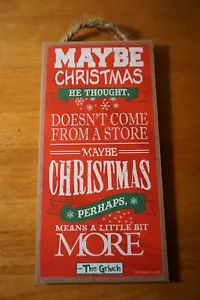 MAYBE
CHRISTMAS
HE THOUGHT,
DOESN'T COME
FROM A STORE
MAYBE
CHRISTMAS
PERHAPS,
MEANS A LITTLE BIT
MORE
-The Grinch